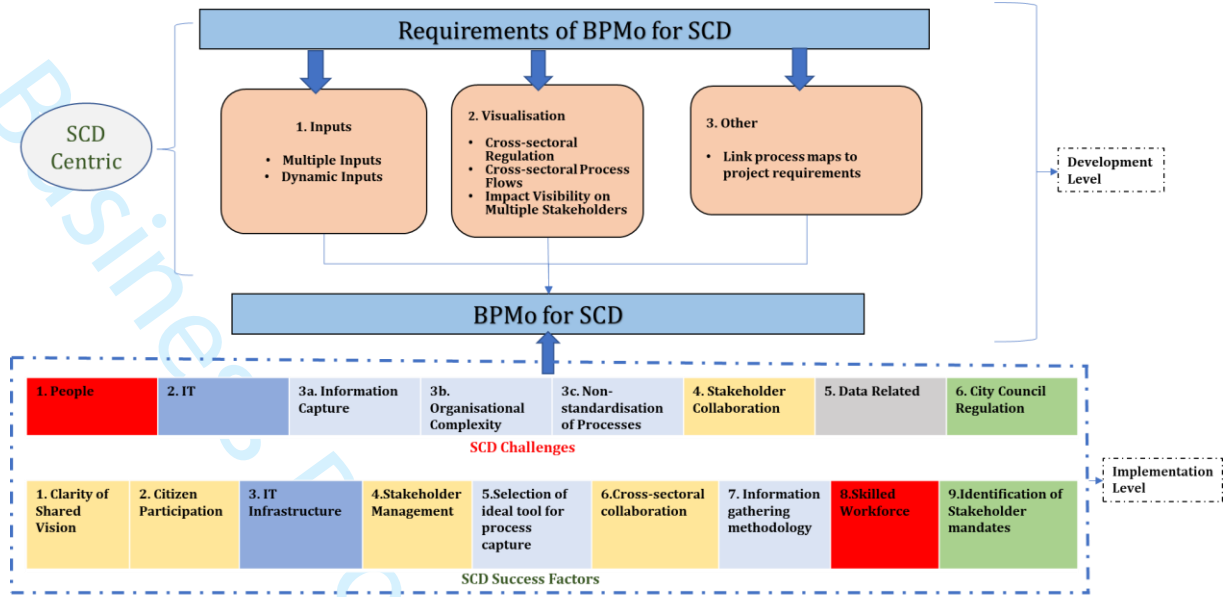 Requirements of BPMo for SCD
SCD
Centric
1. Inputs
• Multiple Inputs
• Dynamic Inputs
2. Visualisation
• Cross-sectoral
Regulation
• Cross-sectoral Process
Flows
• Impact Visibility on
Multiple Stakeholders
3. Other
• Link process maps to
project requirements
Development
Level
BPMo for SCD
1. People
2. IT
3a. Information
Capture
3b.
Organisational
Complexity
3c. Non-
standardisation
of Processes
4. Stakeholder
Collaboration
5. Data Related
6. City Council
Regulation
SCD Challenges
Implementation
Level
1. Clarity of
Shared
Vision
2. Citizen
Participation
3. IT
Infrastructure
4.Stakeholder
Management
5.Selection of
ideal tool for
process
capture
6.Cross-sectoral
collaboration
7. Information
gathering
methodology
8.Skilled
Workforce
9.Identification of
Stakeholder
mandates
SCD Success Factors
Business